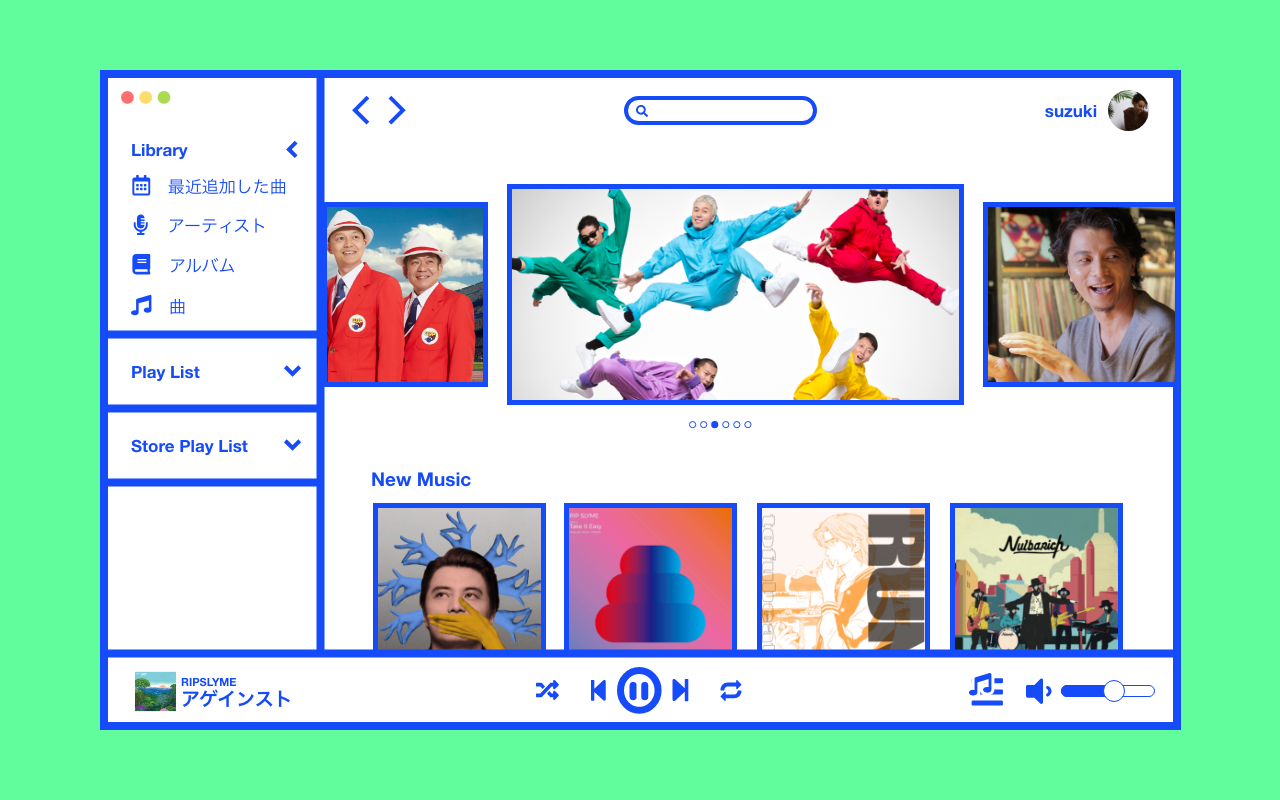 suzuki
Library
最近追加した曲
アーティスト
アルバム
曲
Play List
Store Play List
New Music
RIP SLYME
Take It Easy
RUN
Nulbarich
RIPSLYME
アゲインスト